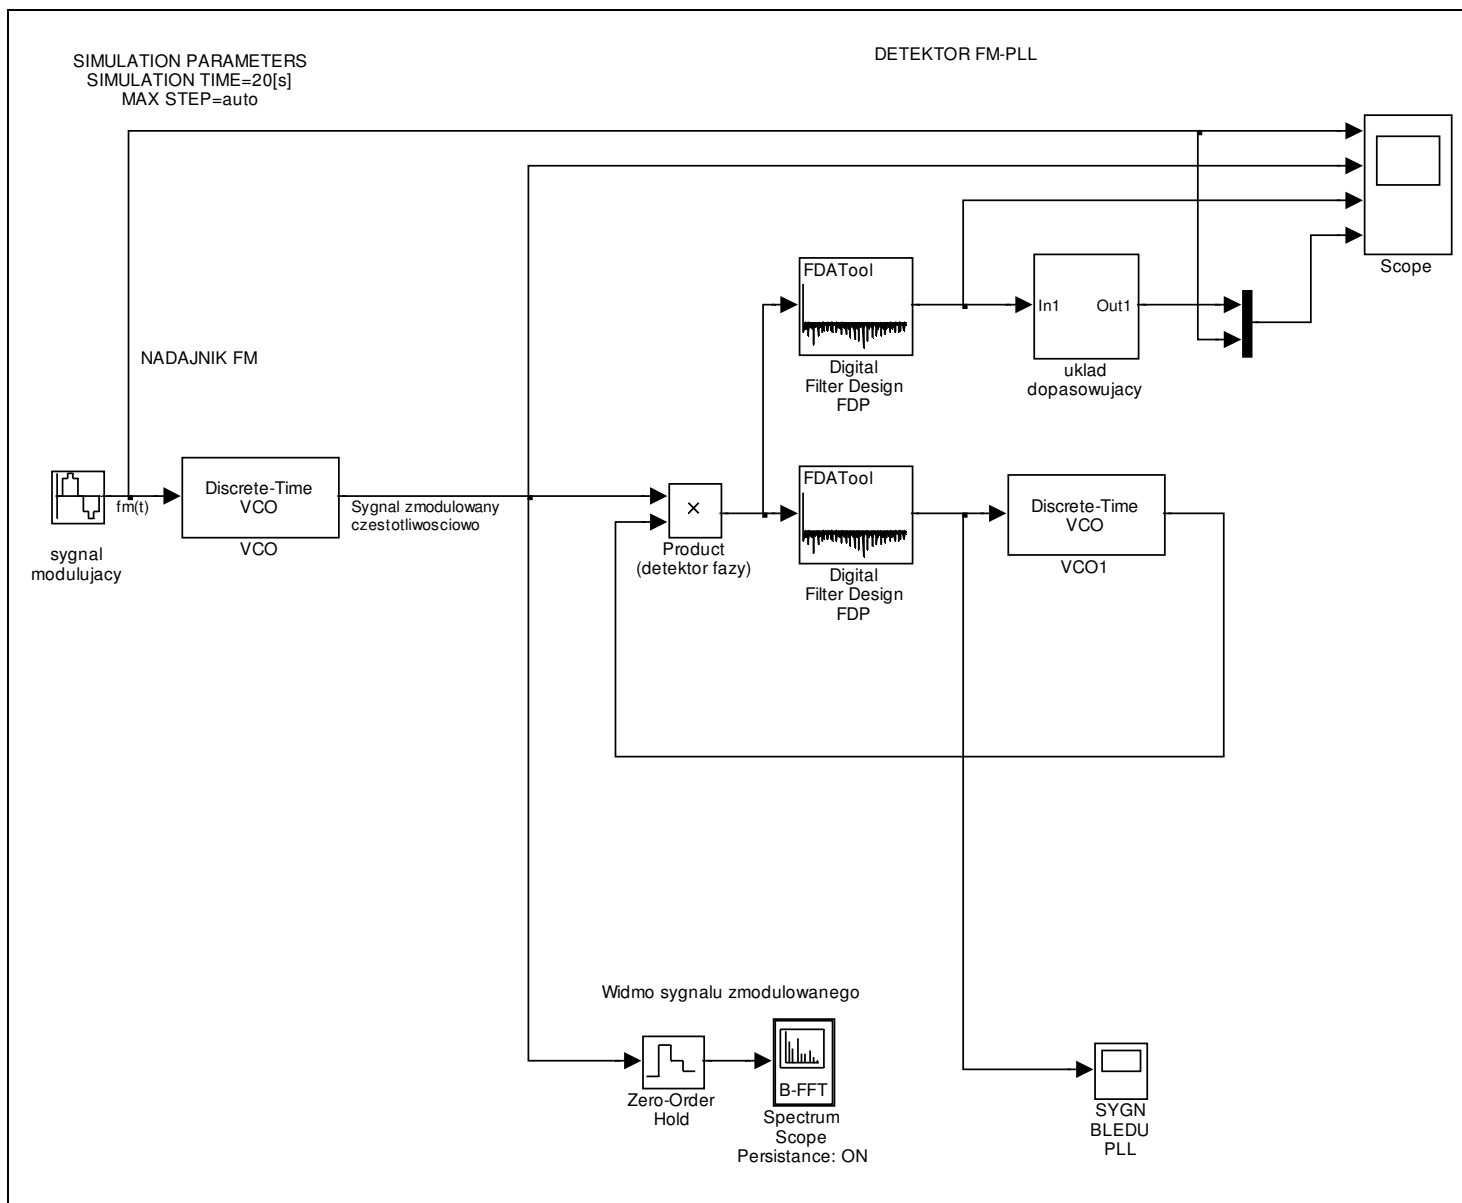 SIMULATION PARAMETERS
SIMULATION TIME=20[s]
MAX STEP=auto
DETEKTOR FM-PLL
Scope
FDATool
In1
Out1
Digital
Filter Design
FDP
uklad
dopasowujacy
NADAJNIK FM
fm(t)
sygnal
modulujacy
Discrete-Time
VCO
VCO
Sygnal zmodulowany
czestotliwosciowo
×
Product
(detektor fazy)
FDATool
Digital
Filter Design
FDP
Discrete-Time
VCO
VCO1
Widmo sygnalu zmodulowanego
Zero-Order
Hold
B-FFT
Spectrum
Scope
Persistance: ON
SYGN
BLEDU
PLL